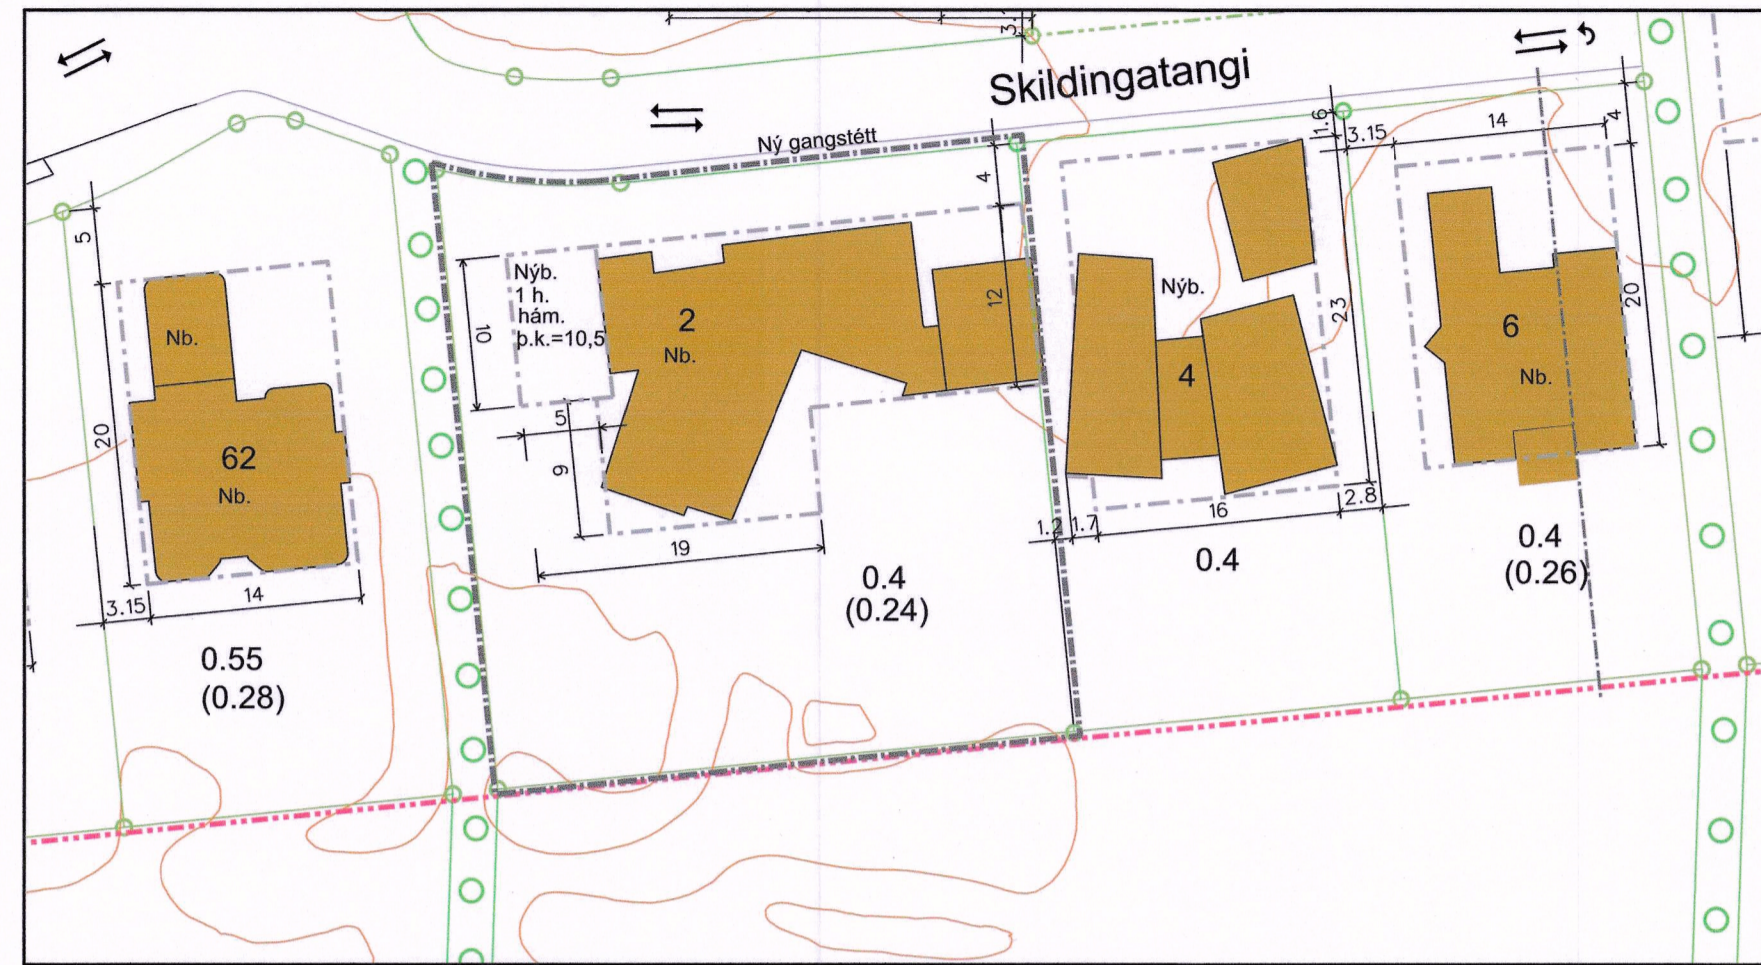 3.
Skildingatangi
Ný gangstétt
5
20
Nb.
62
Nb.
3.15
14
0.55
(0.28)
10
Nýb.
1 h.
hám.
þ.k.=10,5
2
Nb.
5
9
19
4
12
0.4
(0.24)
Nýb.
4
1.2
1.7
16
2.8
23
1.6
0.4
3.15
14
4
20
6
Nb.
0.4
(0.26)